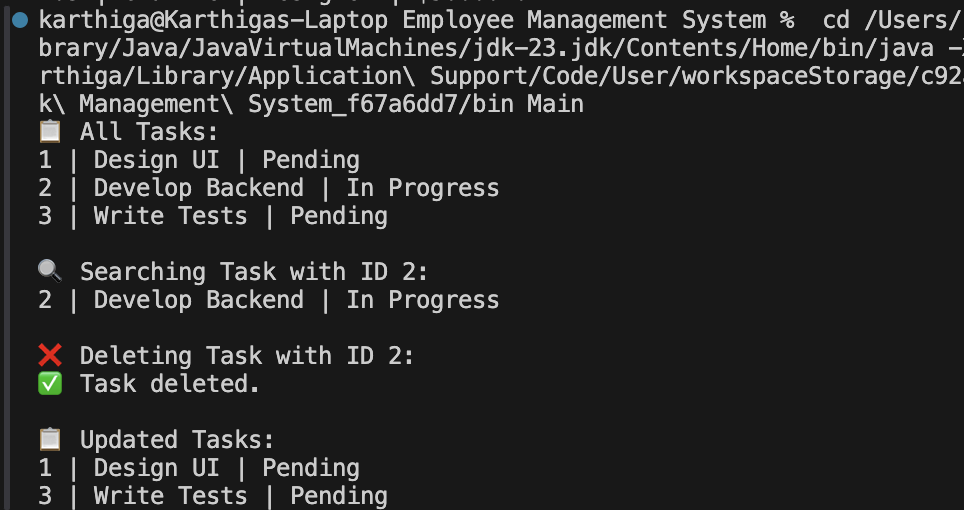 karthiga@Karthigas-Laptop Employee Management System %  cd /Users/
brary/Java/JavaVirtualMachines/jdk-23.jdk/Contents/Home/bin/java
rthiga/Library/Application\ Support/Code/User/workspaceStorage/c92
k\ Management\ System_f67a6dd7/bin Main
📋 All Tasks:
1 | Design UI | Pending
2 | Develop Backend | In Progress
3 | Write Tests | Pending
🔍 Searching Task with ID 2:
2 | Develop Backend | In Progress
❌ Deleting Task with ID 2:
✅ Task deleted.
📋 Updated Tasks:
1 | Design UI | Pending
3 | Write Tests | Pending